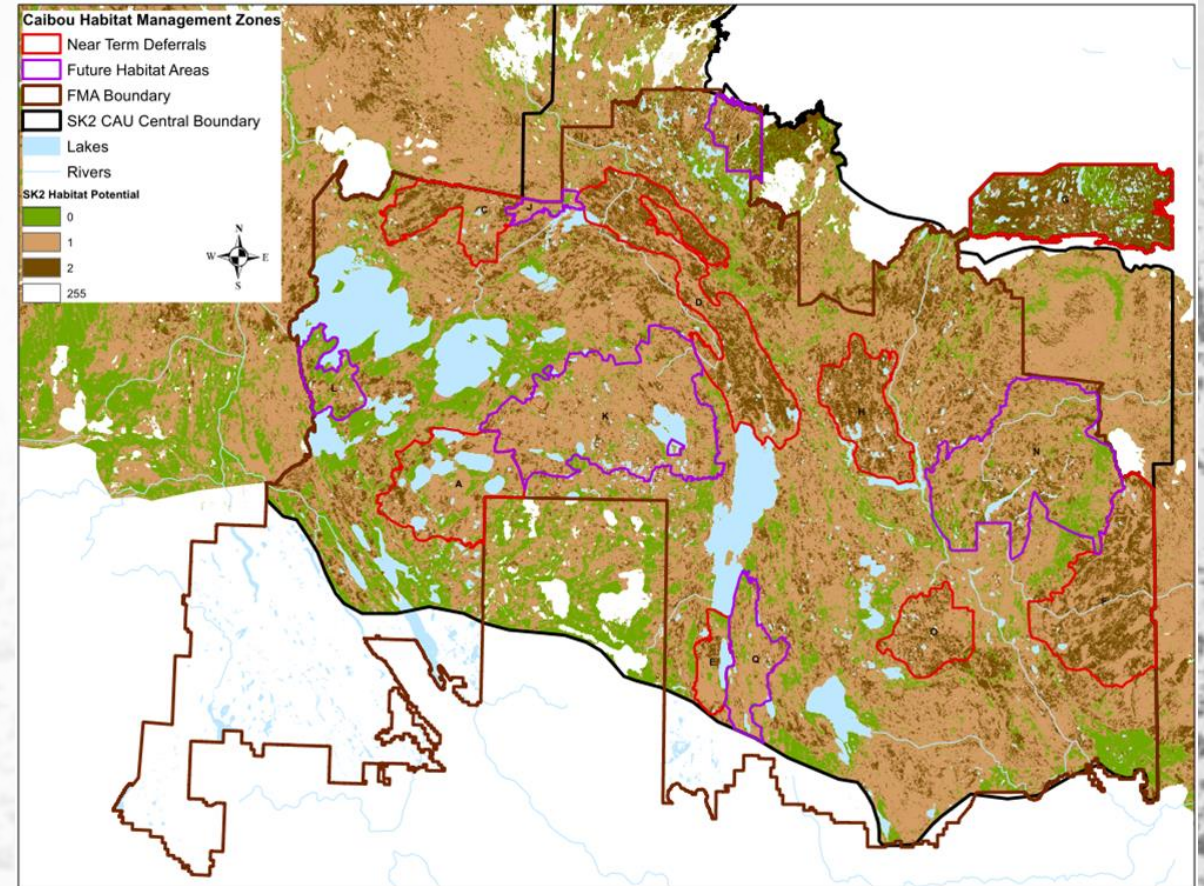 Caibou Habitat Management Zones
Near Term Deferrals
Future Habitat Areas
FMA Boundary
SK2 CAU Central Boundary
Lakes
Rivers
SK2 Habitat Potential
0
1
2
255
N
W E
S
I
G
C
J
D
L
K
H
A
N
O
E
Q